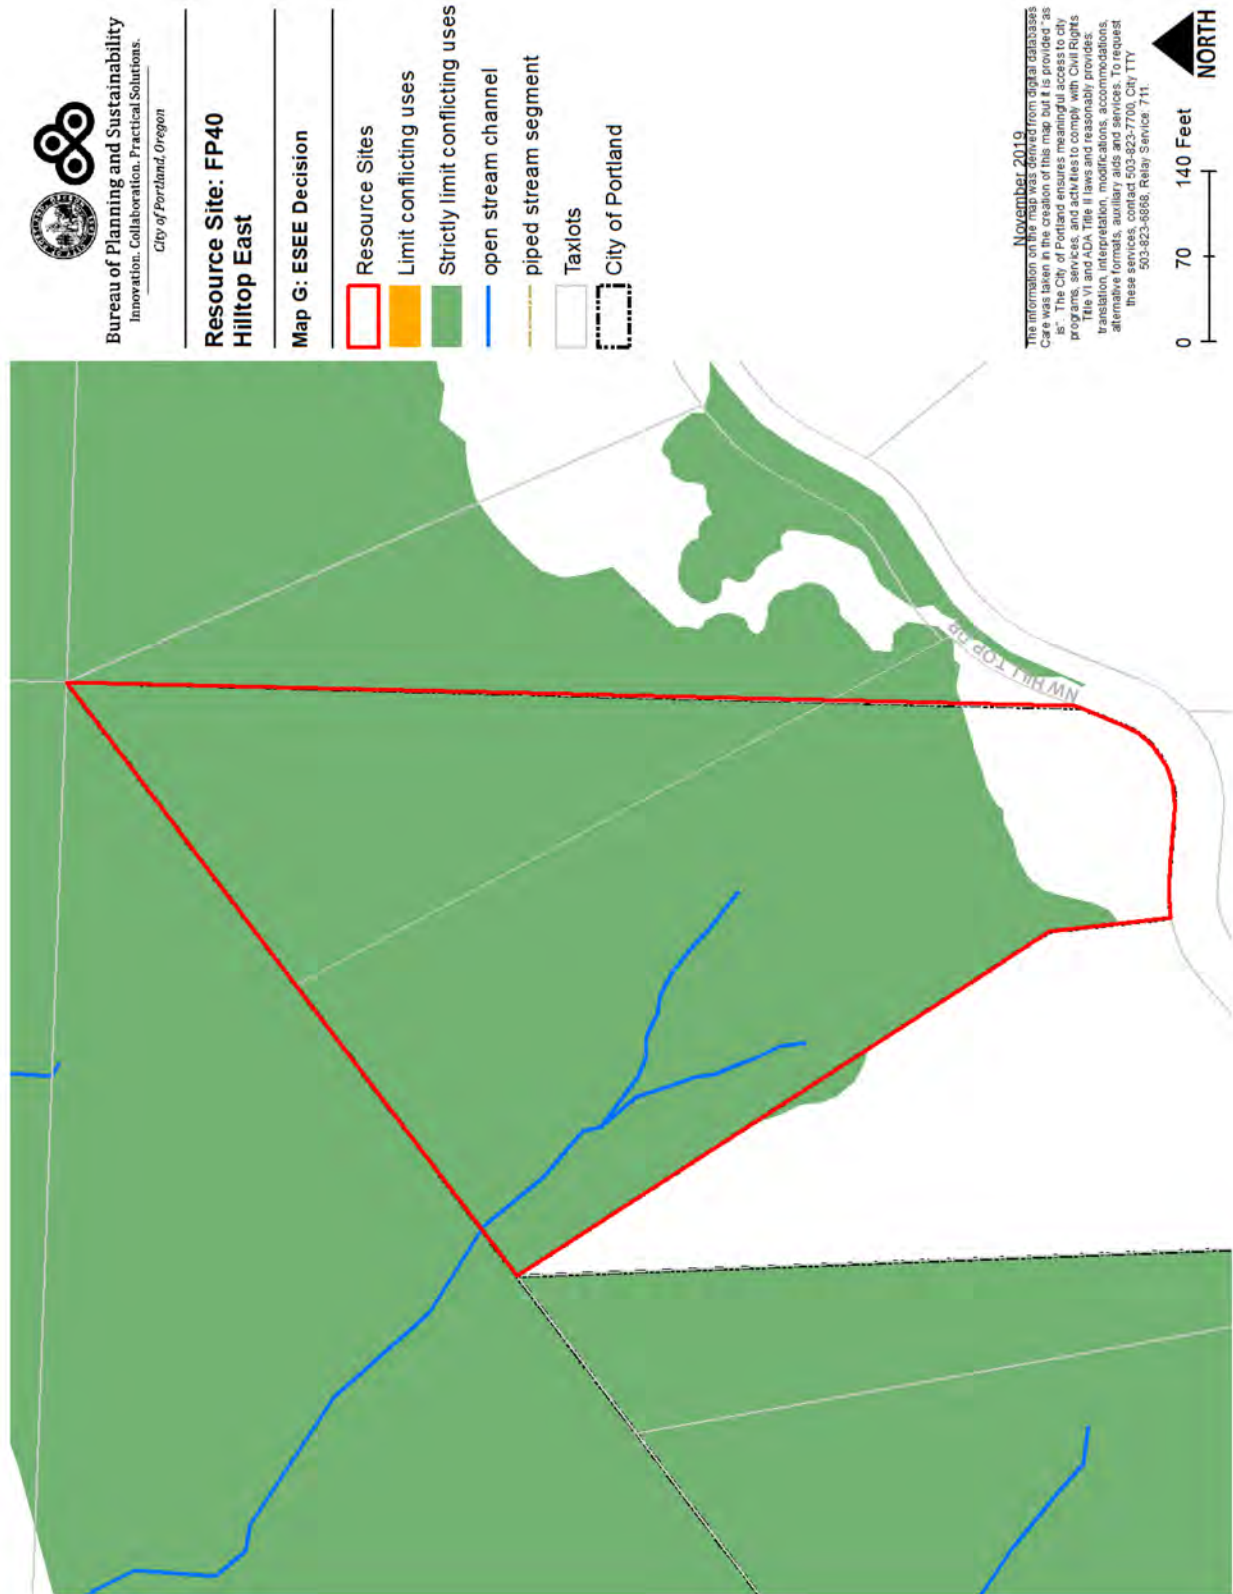 Bureau of Planning and Sustainability
Innovation. Collaboration. Practical Solutions.
City of Portland, Oregon
Resource Site: FP40
Hilltop East
Map G: ESEE Decision
Resource Sites
Limit conflicting uses
Strictly limit conflicting uses
open stream channel
piped stream segment
Taxlots
City of Portland
November 2019
The information on the map was derived from digital databases
Care was taken in the creation of this map but it is provided "as
is" The City of Portland ensures meaningful access to city
programs, services, and activities to comply with Civil Rights
Title VI and ADA Title II laws and reasonably provides:
translation, interpretation, modifications, accommodations,
alternative formats, auxiliary aids and services. To request
these services, contact 503-823-7700, City TTY
503-823-6868, Relay Service: 711.
0 70 140 Feet
NORTH
NW HILL TOP DR